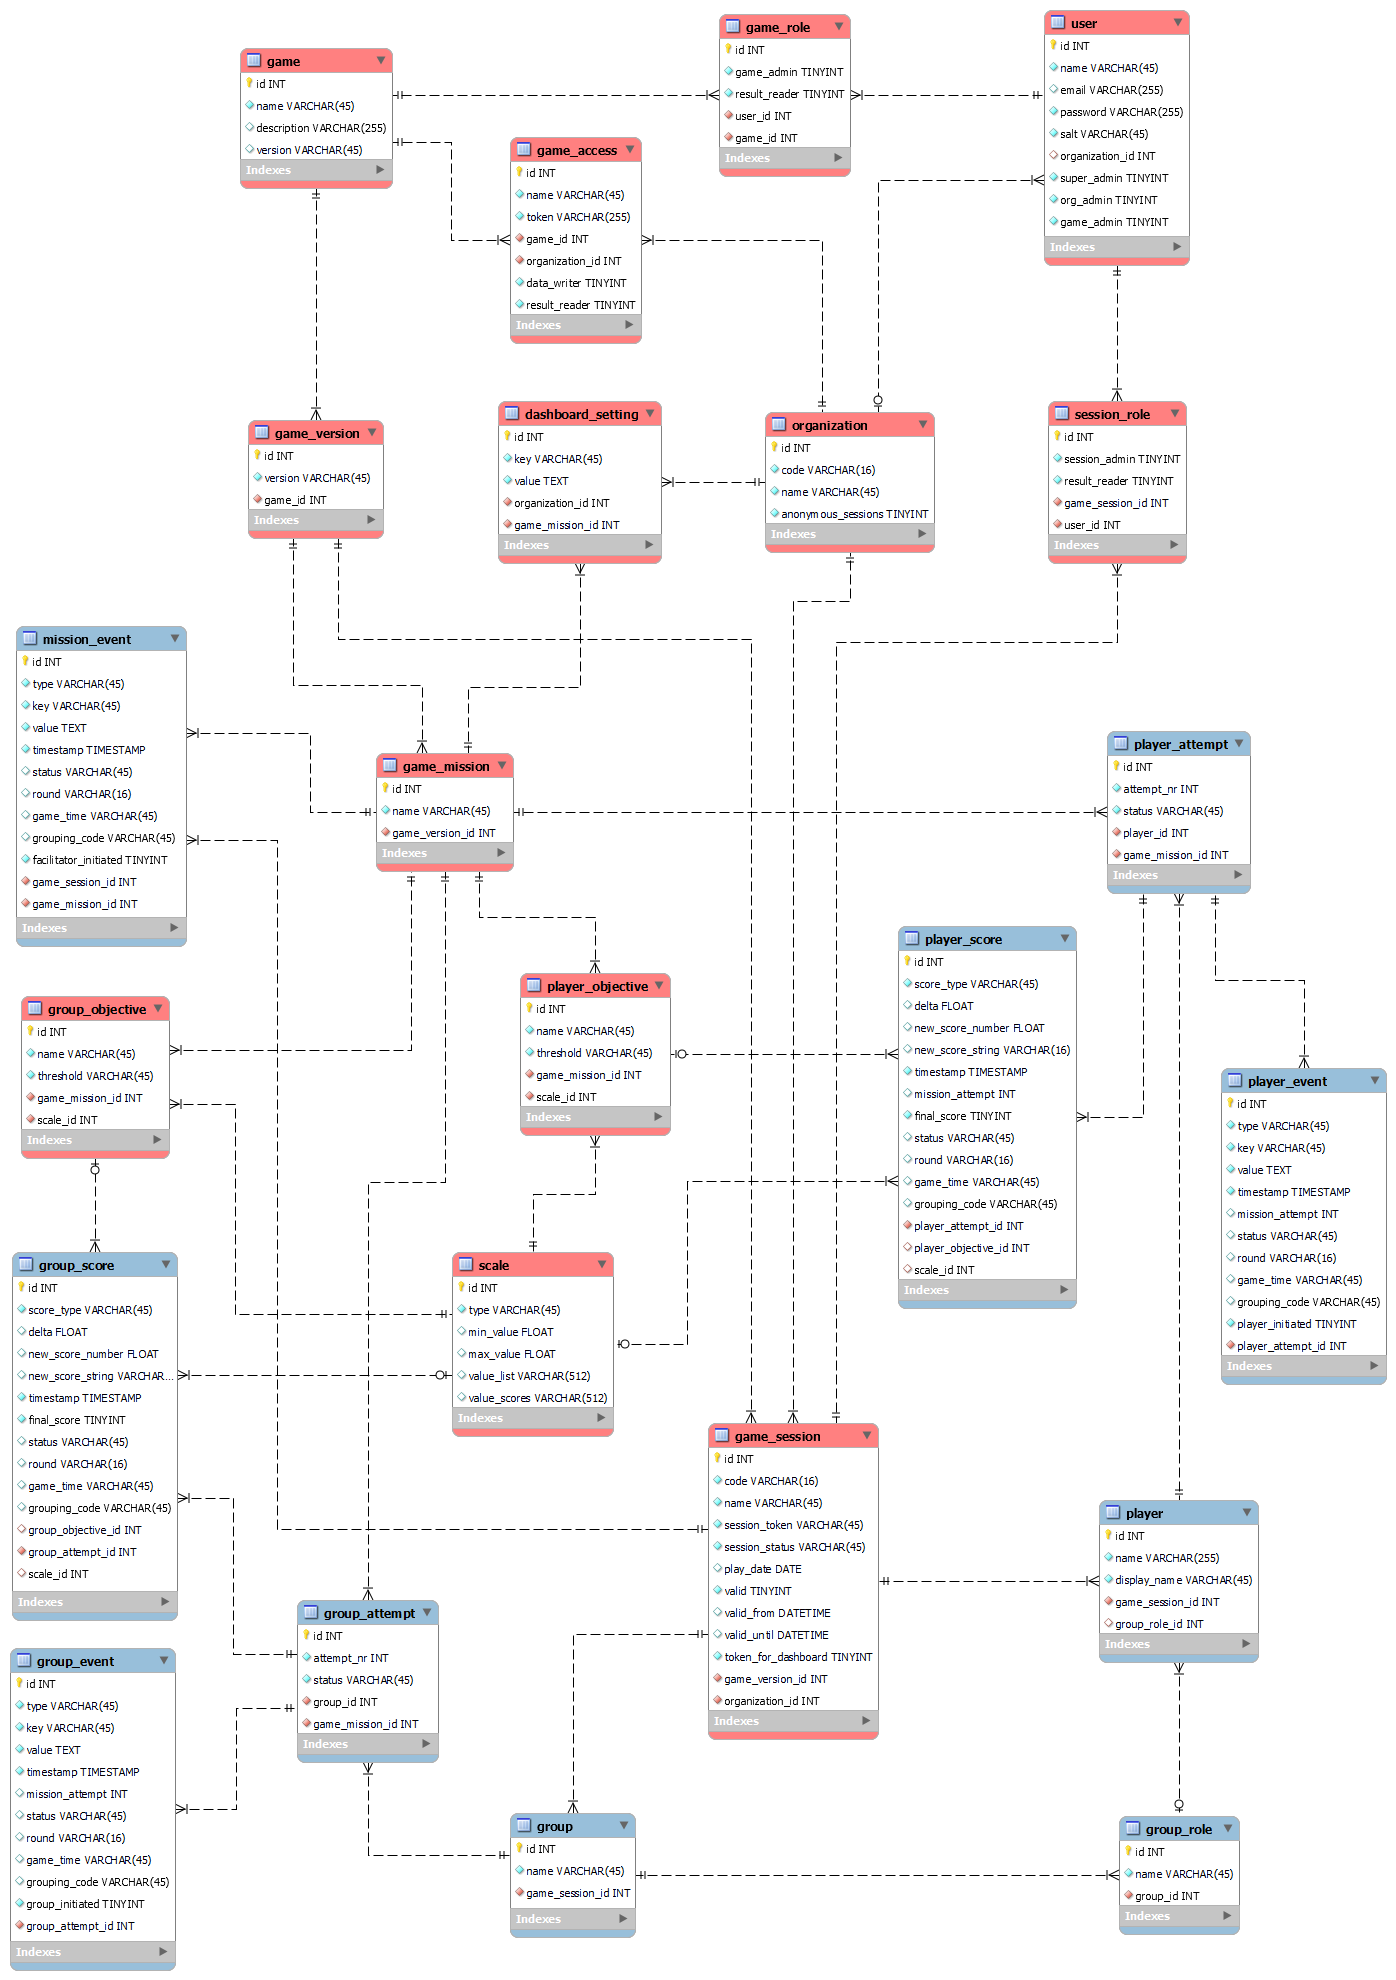 game_role
id INT
game_admin TINYINT
result_reader TINYINT
user_id INT
game_id INT
Indexes
user
id INT
name VARCHAR(45)
email VARCHAR(255)
password VARCHAR(255)
salt VARCHAR(45)
organization_id INT
super_admin TINYINT
org_admin TINYINT
game_admin TINYINT
Indexes
game
id INT
name VARCHAR(45)
description VARCHAR(255)
version VARCHAR(45)
Indexes
game_access
id INT
name VARCHAR(45)
token VARCHAR(255)
game_id INT
organization_id INT
data_writer TINYINT
result_reader TINYINT
Indexes
game_version
id INT
version VARCHAR(45)
game_id INT
Indexes
dashboard_setting
id INT
key VARCHAR(45)
value TEXT
organization_id INT
game_mission_id INT
Indexes
organization
id INT
code VARCHAR(16)
name VARCHAR(45)
anonymous_sessions TINYINT
Indexes
session_role
id INT
session_admin TINYINT
result_reader TINYINT
game_session_id INT
user_id INT
Indexes
mission_event
id INT
type VARCHAR(45)
key VARCHAR(45)
value TEXT
timestamp TIMESTAMP
status VARCHAR(45)
round VARCHAR(16)
game_time VARCHAR(45)
grouping_code VARCHAR(45)
facilitator_initiated TINYINT
game_session_id INT
game_mission_id INT
Indexes
game_mission
id INT
name VARCHAR(45)
game_version_id INT
Indexes
player_attempt
id INT
attempt_nr INT
status VARCHAR(45)
player_id INT
game_mission_id INT
Indexes
player_score
id INT
score_type VARCHAR(45)
delta FLOAT
new_score_number FLOAT
new_score_string VARCHAR(16)
timestamp TIMESTAMP
mission_attempt INT
final_score TINYINT
status VARCHAR(45)
round VARCHAR(16)
game_time VARCHAR(45)
grouping_code VARCHAR(45)
player_attempt_id INT
player_objective_id INT
scale_id INT
Indexes
group_objective
id INT
name VARCHAR(45)
threshold VARCHAR(45)
game_mission_id INT
scale_id INT
Indexes
player_objective
id INT
name VARCHAR(45)
threshold VARCHAR(45)
game_mission_id INT
scale_id INT
Indexes
player_event
id INT
type VARCHAR(45)
key VARCHAR(45)
value TEXT
timestamp TIMESTAMP
mission_attempt INT
status VARCHAR(45)
round VARCHAR(16)
game_time VARCHAR(45)
grouping_code VARCHAR(45)
player_initiated TINYINT
player_attempt_id INT
Indexes
group_score
id INT
score_type VARCHAR(45)
delta FLOAT
new_score_number FLOAT
new_score_string VARCHAR...
timestamp TIMESTAMP
final_score TINYINT
status VARCHAR(45)
round VARCHAR(16)
game_time VARCHAR(45)
grouping_code VARCHAR(45)
group_objective_id INT
group_attempt_id INT
scale_id INT
Indexes
scale
id INT
type VARCHAR(45)
min_value FLOAT
max_value FLOAT
value_list VARCHAR(512)
value_scores VARCHAR(512)
Indexes
game_session
id INT
code VARCHAR(16)
name VARCHAR(45)
session_token VARCHAR(45)
session_status VARCHAR(45)
play_date DATE
valid TINYINT
valid_from DATETIME
valid_until DATETIME
token_for_dashboard TINYINT
game_version_id INT
organization_id INT
Indexes
player
id INT
name VARCHAR(255)
display_name VARCHAR(45)
game_session_id INT
group_role_id INT
Indexes
group_attempt
id INT
attempt_nr INT
status VARCHAR(45)
group_id INT
game_mission_id INT
Indexes
group_event
id INT
type VARCHAR(45)
key VARCHAR(45)
value TEXT
timestamp TIMESTAMP
mission_attempt INT
status VARCHAR(45)
round VARCHAR(16)
game_time VARCHAR(45)
grouping_code VARCHAR(45)
group_initiated TINYINT
group_attempt_id INT
Indexes
group
id INT
name VARCHAR(45)
game_session_id INT
Indexes
group_role
id INT
name VARCHAR(45)
group_id INT
Indexes